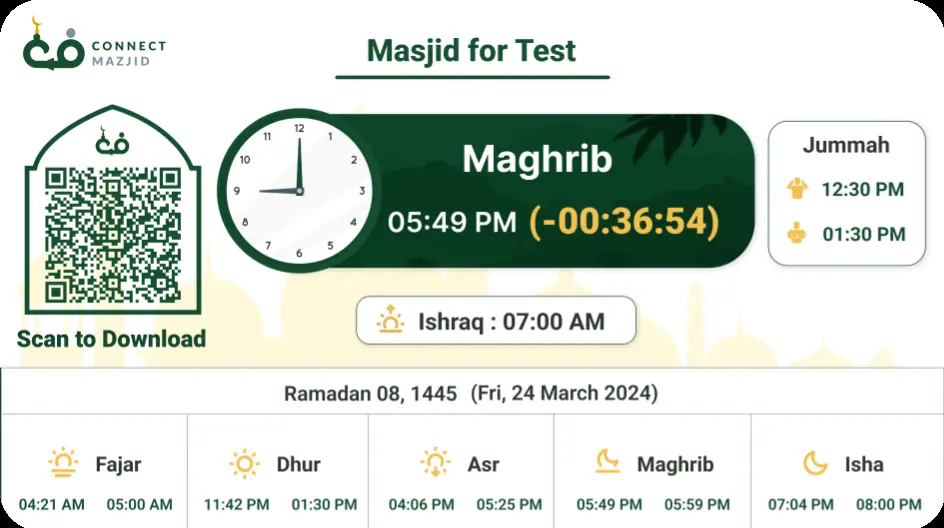 CONNECT
MAZJID
Masjid for Test
12
1
2
3
4
5
6
7
8
9
10
11
Maghrib
05:49 PM (-00:36:54)
Jummah
12:30 PM
01:30 PM
Scan to Download
Ishraq : 07:00 AM
Ramadan 08, 1445 (Fri, 24 March 2024)
Fajar
04:21 AM 05:00 AM
Dhur
11:42 PM 01:30 PM
Asr
04:06 PM 05:25 PM
Maghrib
05:49 PM 05:59 PM
Isha
07:04 PM 08:00 PM